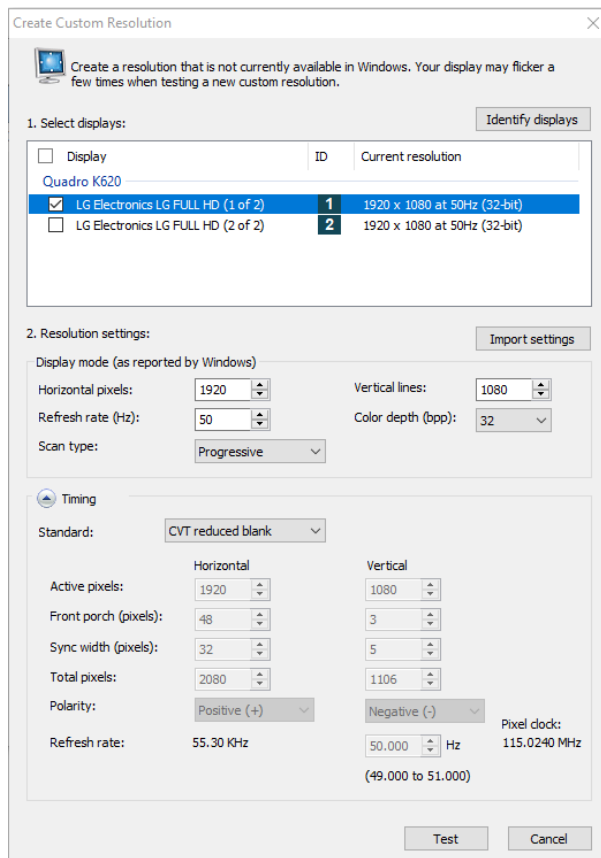 Create Custom Resolution
Create a resolution that is not currently available in Windows. Your display may flicker a
few times when testing a new custom resolution.
1. Select displays:
Identify displays
Display ID Current resolution
Quadro K620
LG Electronics LG FULL HD (1 of 2) 1 1920 x 1080 at 50Hz (32-bit)
LG Electronics LG FULL HD (2 of 2) 2 1920 x 1080 at 50Hz (32-bit)
2. Resolution settings:
Import settings
Display mode (as reported by Windows)
Horizontal pixels: 1920 Vertical lines: 1080
Refresh rate (Hz): 50 Color depth (bpp): 32
Scan type: Progressive
Timing
Standard: CVT reduced blank
Horizontal Vertical
Active pixels: 1920 1080
Front porch (pixels): 48 3
Sync width (pixels): 32 5
Total pixels: 2080 1106
Polarity: Positive (+) Negative (-)
Pixel clock:
Refresh rate: 55.30 KHz 50.000 Hz 115.0240 MHz
(49.000 to 51.000)
Test Cancel